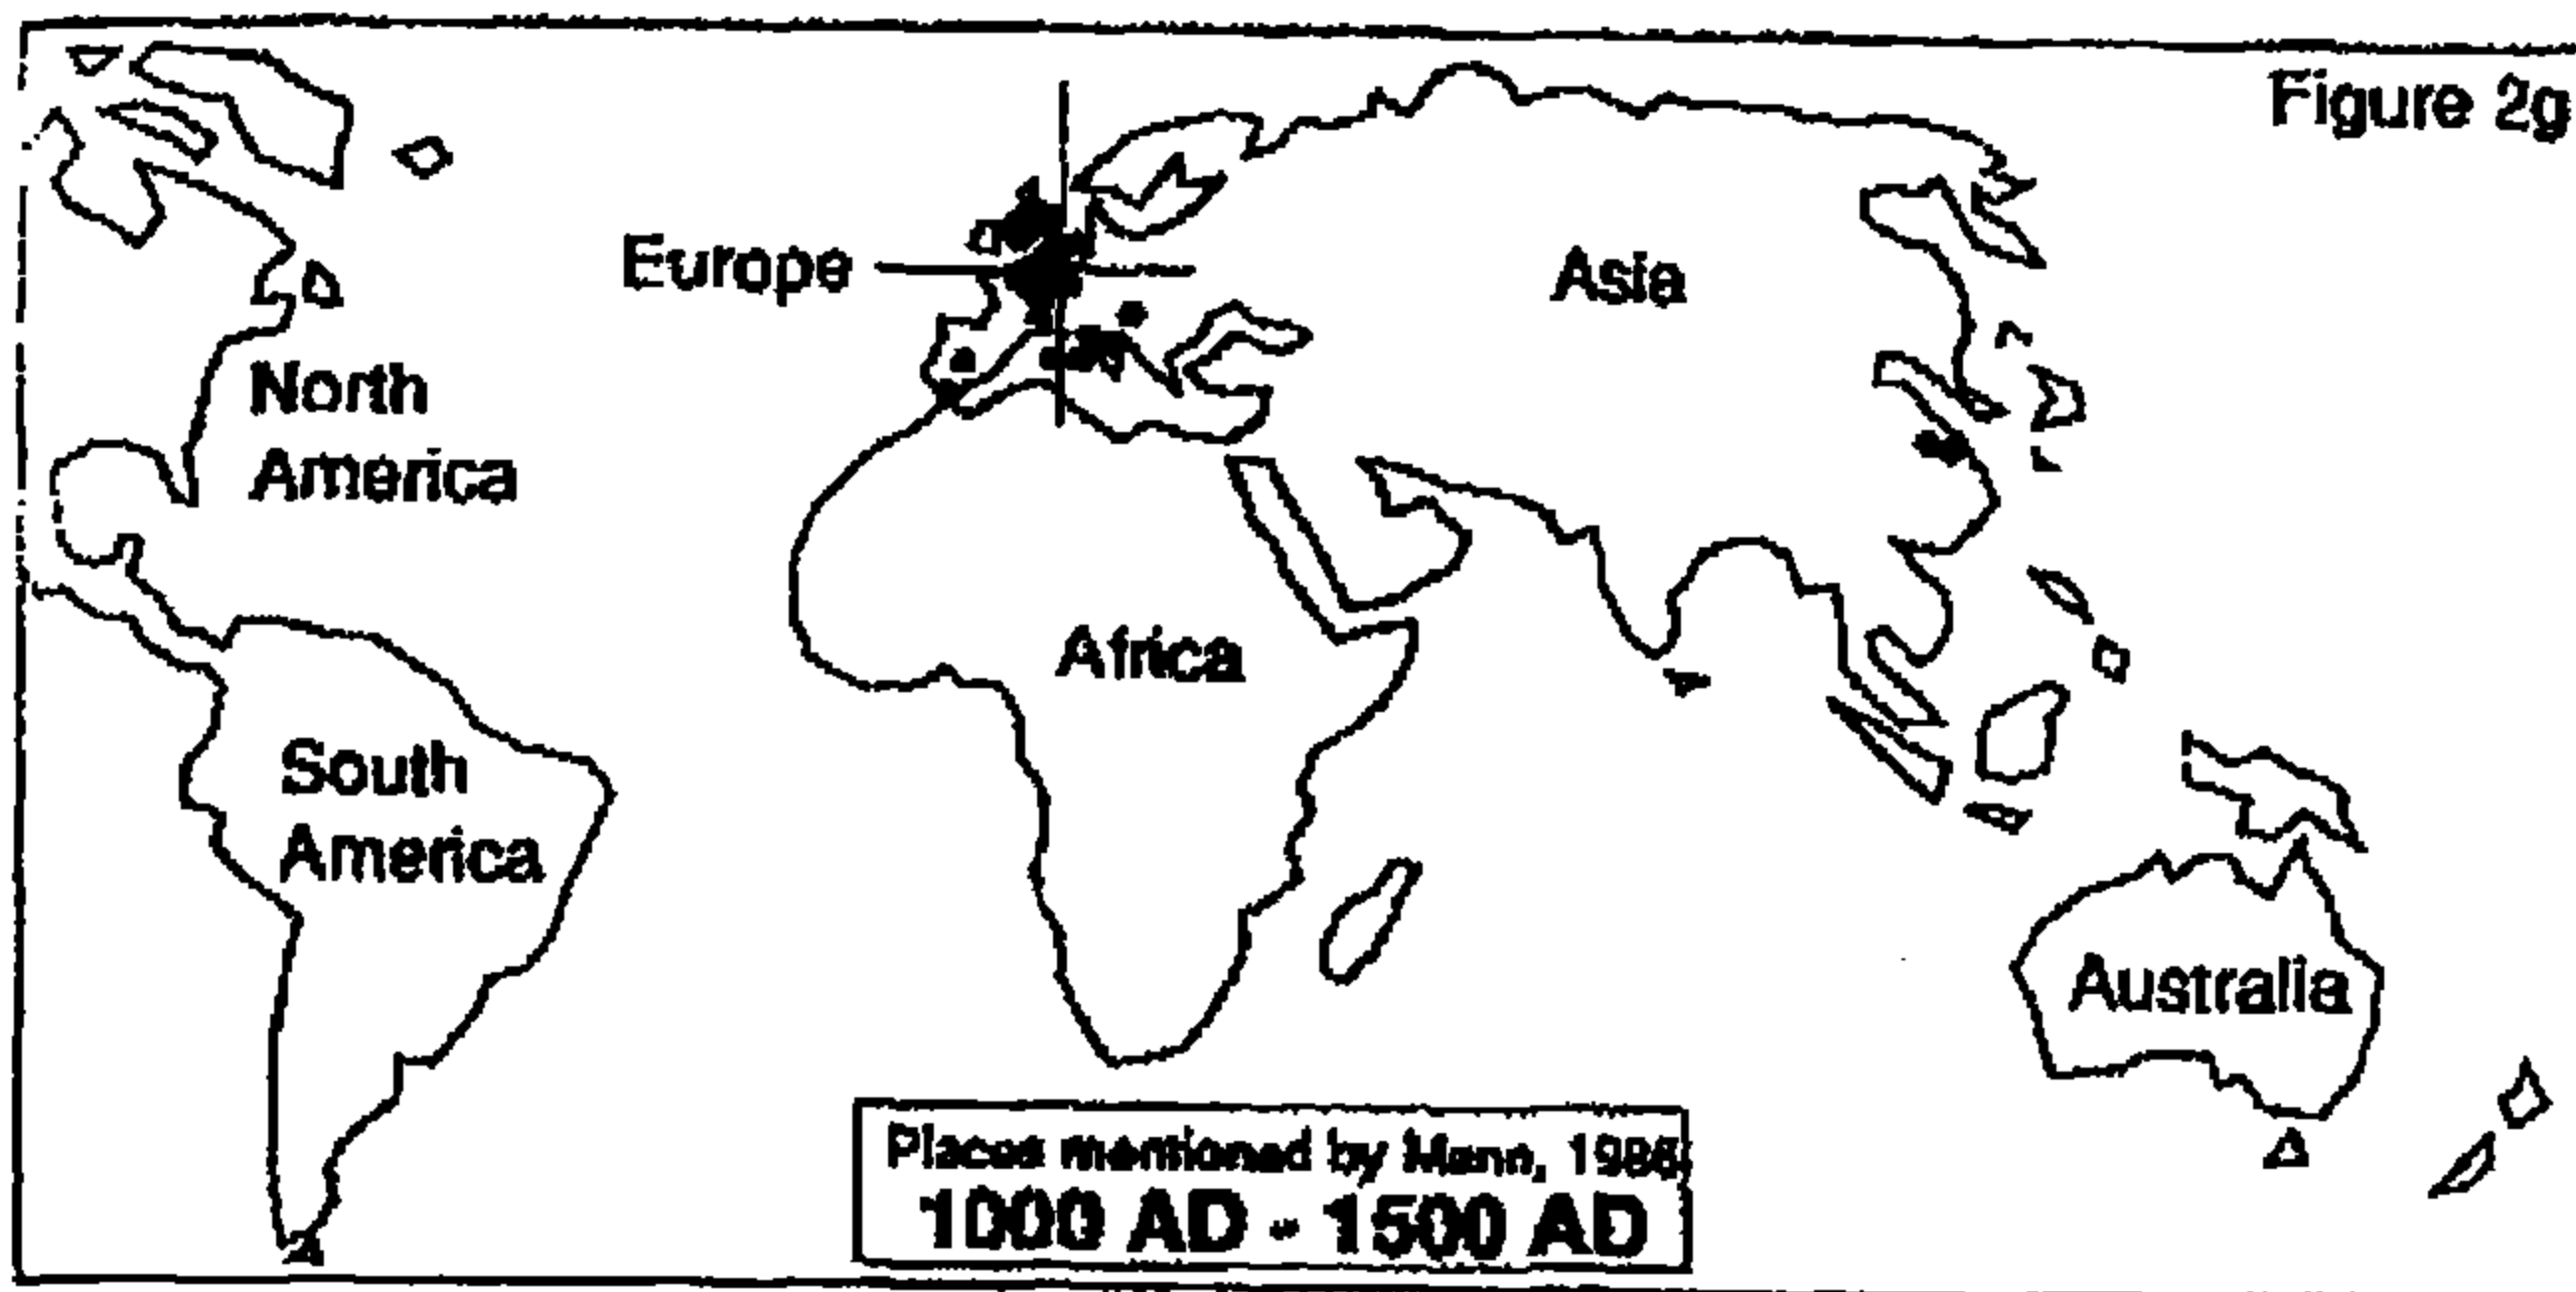 Figure 2g
Europe
Asia
North
America
Africa
South
America
Australia
Places mentioned by Mann, 1986
1000 AD - 1500 AD